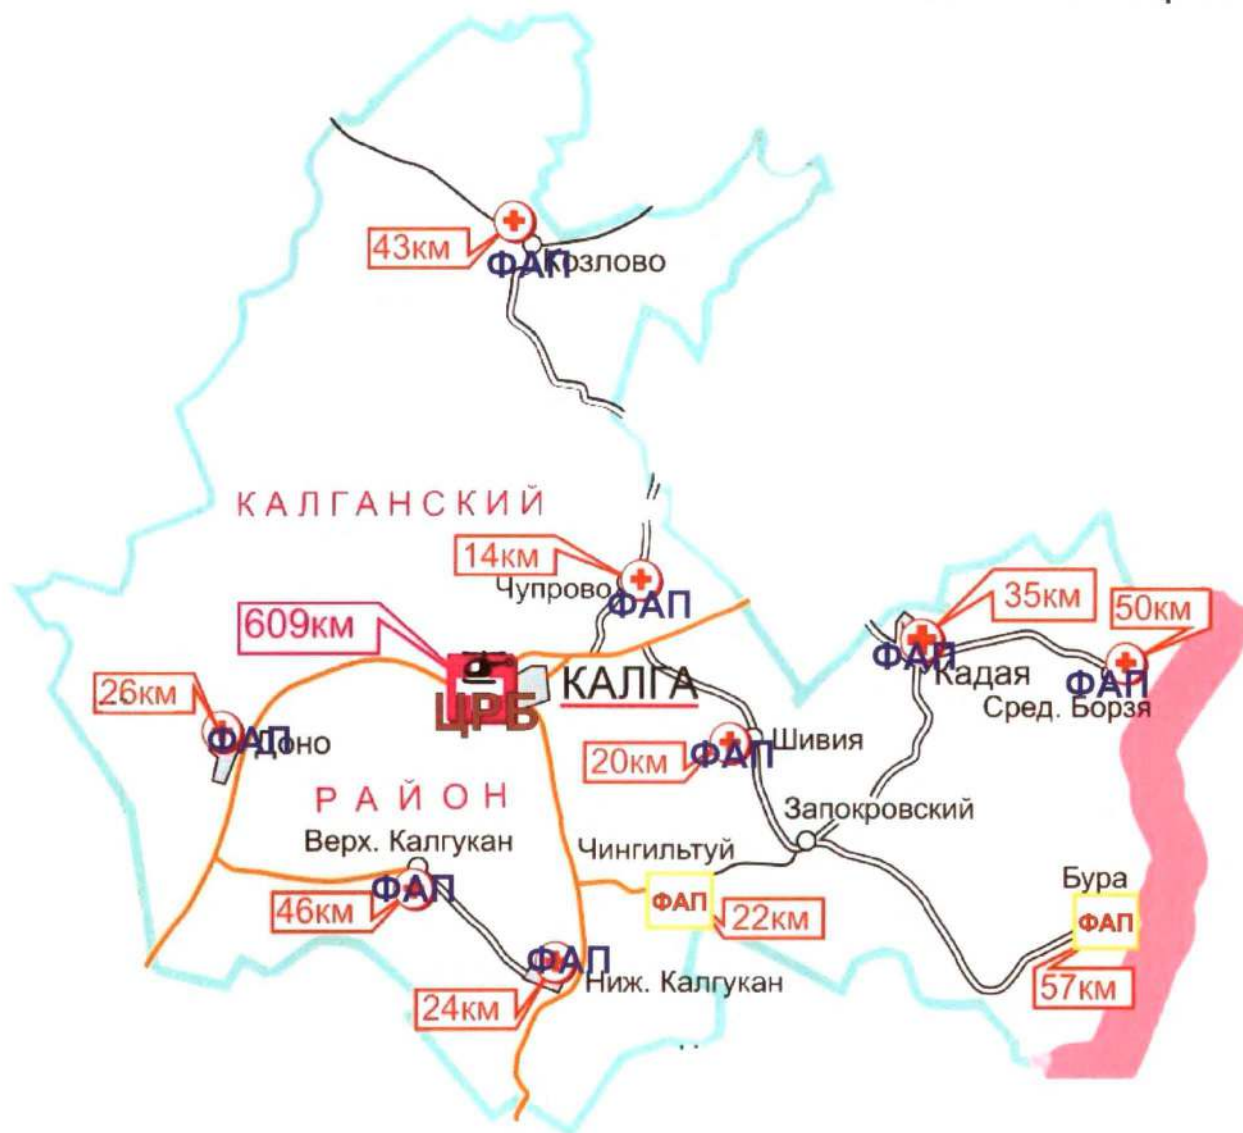 43км
ФАП
Козлово
КАЛГАНСКИЙ
14км
Чупрово
ФАП
609км
ЦРБ
КАЛГА
35км
50км
ФАП
Кадая
ФАП
Сред. Борзя
26км
ФАП
Доно
20км
ФАП
Шивия
РАЙОН
Верх. Калгукан
ФАП
46км
Запокровский
Чингильтуй
ФАП
22км
Бура
ФАП
57км
ФАП
Ниж. Калгукан
24км